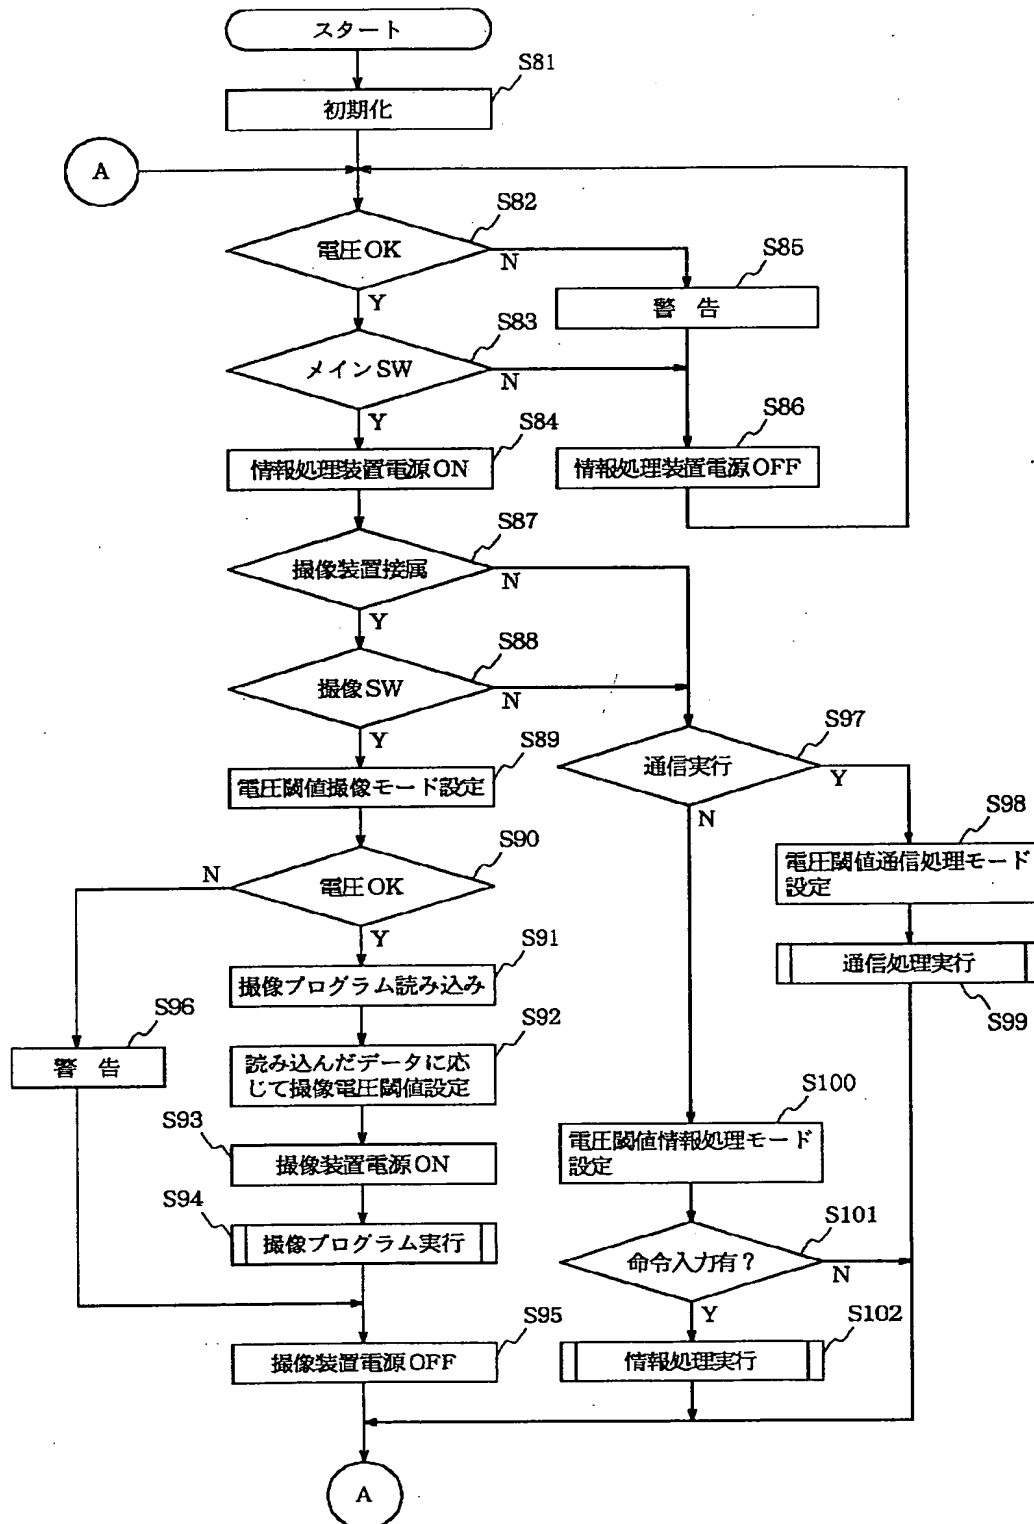 スタート
S81
初期化
A
S82
電圧OK
N
S85
Y
警 告
S83
メインSW
N
Y
S84
S86
情報処理装置電源ON
情報処理装置電源OFF
S87
撮像装置接属
N
Y
S88
撮像SW
N
S97
Y
S89
通信実行
Y
電圧閾値撮像モード設定
N
S98
S90
N
電圧OK
電圧閾値通信処理モード
設定
Y
S91
撮像プログラム読み込み
通信処理実行
S96
S92
S99
警 告
読み込んだデータに応
じて撮像電圧閾値設定
S100
S93
電圧閾値情報処理モード
設定
撮像装置電源ON
S94
S101
撮像プログラム実行
命令入力有?
N
S95
Y
S102
撮像装置電源OFF
情報処理実行
A